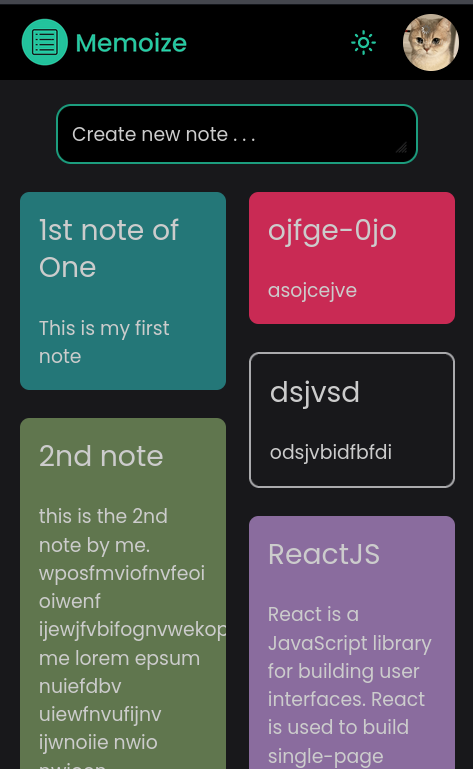 Memoize
Create new note . . .
1st note of
One
This is my first
note
2nd note
this is the 2nd
note by me.
wposfmviofnvfeoi
oiwenf
ijewjfvbifognvwekop
me lorem epsum
nuiefdbv
uiewfnvufijnv
ijwnoiie nwio
ojfge-0jo
asojcejve
dsjvsd
odsjvbidfbfdi
ReactJS
React is a
JavaScript library
for building user
interfaces. React
is used to build
single-page